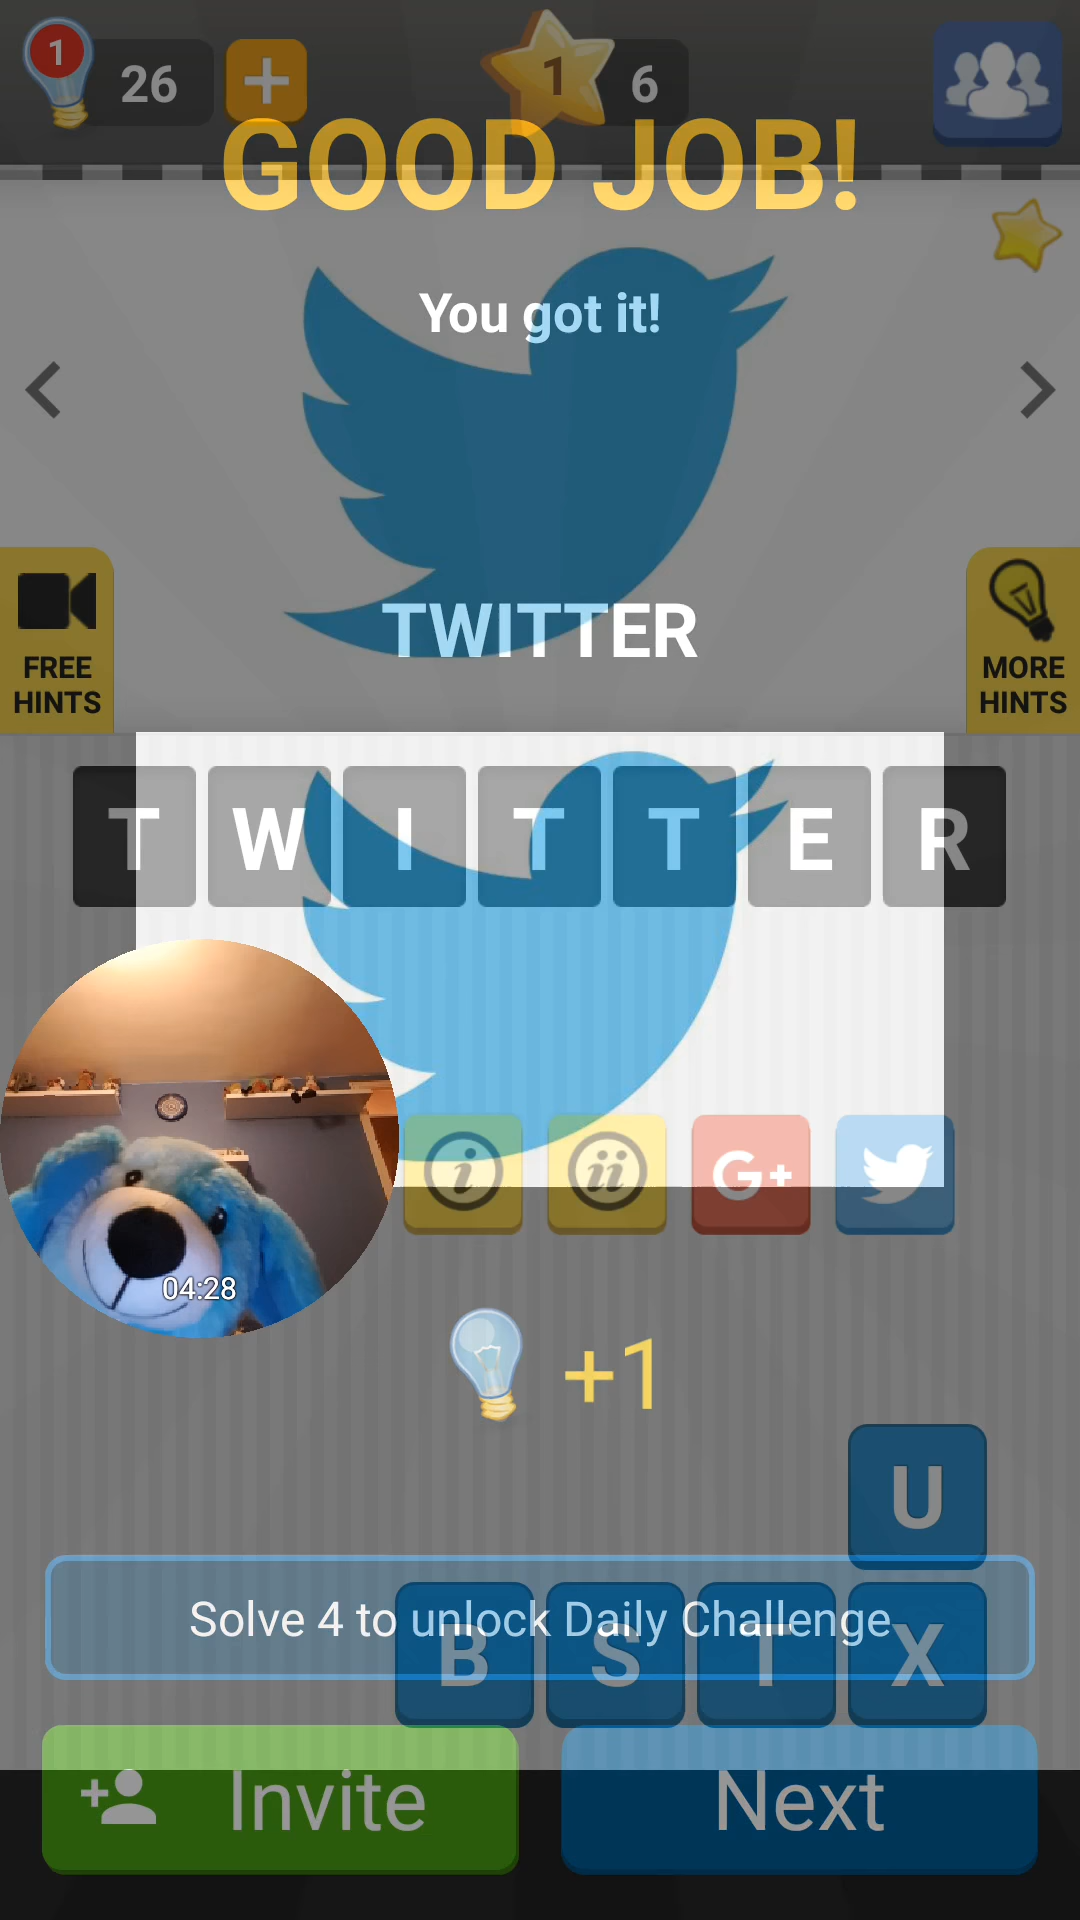 1
26
+
1
6
GOOD JOB!
You got it!
FREE
HINTS
TWITTER
MORE
HINTS
T W I T T E R
i ii G+
04:28
+1
U
Solve 4 to unlock Daily Challenge
B S T X
Invite
Next